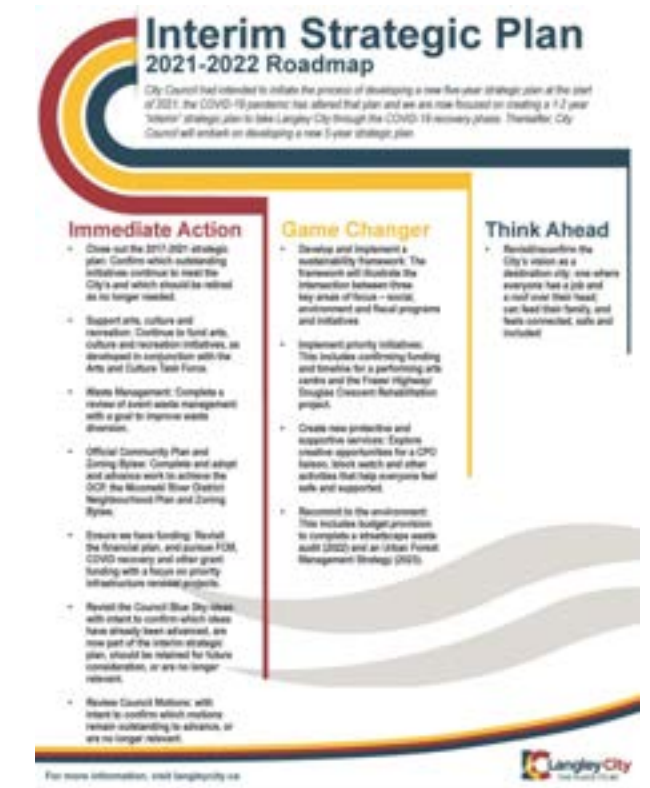 Interim Strategic Plan
2021-2022 Roadmap
City Council had intended to initiate the process of developing a new five-year strategic plan at the start
of 2021; the COVID-19 pandemic has altered that plan and we are now focused on creating a 1-2 year
"interim" strategic plan to take Langley City through the COVID-19 recovery phase. Thereafter, City
Council will embark on developing a new 5-year strategic plan.
Immediate Action
• Close out the 2017-2021 strategic
plan: Confirm which outstanding
initiatives continue to meet the
City's and which should be retired
as no longer needed.
• Support arts, culture and
recreation: Continue to fund arts,
culture and recreation initiatives, as
developed in conjunction with the
Arts and Culture Task Force.
• Waste Management: Complete a
review of event waste management
with a goal to improve waste
diversion.
• Official Community Plan and
Zoning Bylaw: Complete and adopt
and advance work to achieve the
OCP, the Nicomekl River District
Neighbourhood Plan and Zoning
Bylaw.
• Ensure we have funding: Revisit
the financial plan, and pursue FCM,
COVID recovery and other grant
funding with a focus on priority
infrastructure renewal projects.
• Revisit the Council Blue Sky ideas
with intent to confirm which ideas
have already been advanced, are
now part of the interim strategic
plan, should be retained for future
consideration, or are no longer
relevant.
• Review Council Motions: with
intent to confirm which motions
remain outstanding to advance, or
are no longer relevant.
Game Changer
• Develop and implement a
sustainability framework: The
framework will illustrate the
intersection between three
key areas of focus – social,
environment and fiscal programs
and initiatives
• Implement priority initiatives:
This includes confirming funding
and timeline for a performing arts
centre and the Fraser Highway/
Douglas Crescent Rehabilitation
project.
• Create new protective and
supportive services: Explore
creative opportunities for a CPO
liaison, block watch and other
activities that help everyone feel
safe and supported.
• Recommit to the environment:
This includes budget provision
to complete a streetscape waste
audit (2022) and an Urban Forest
Management Strategy (2023).
Think Ahead
• Revisit/reconfirm the
City's vision as a
destination city: one where
everyone has a job and
a roof over their head;
can feed their family, and
feels connected, safe and
included
For more information, visit langleycity.ca
Langley City
THE PLACE TO BE